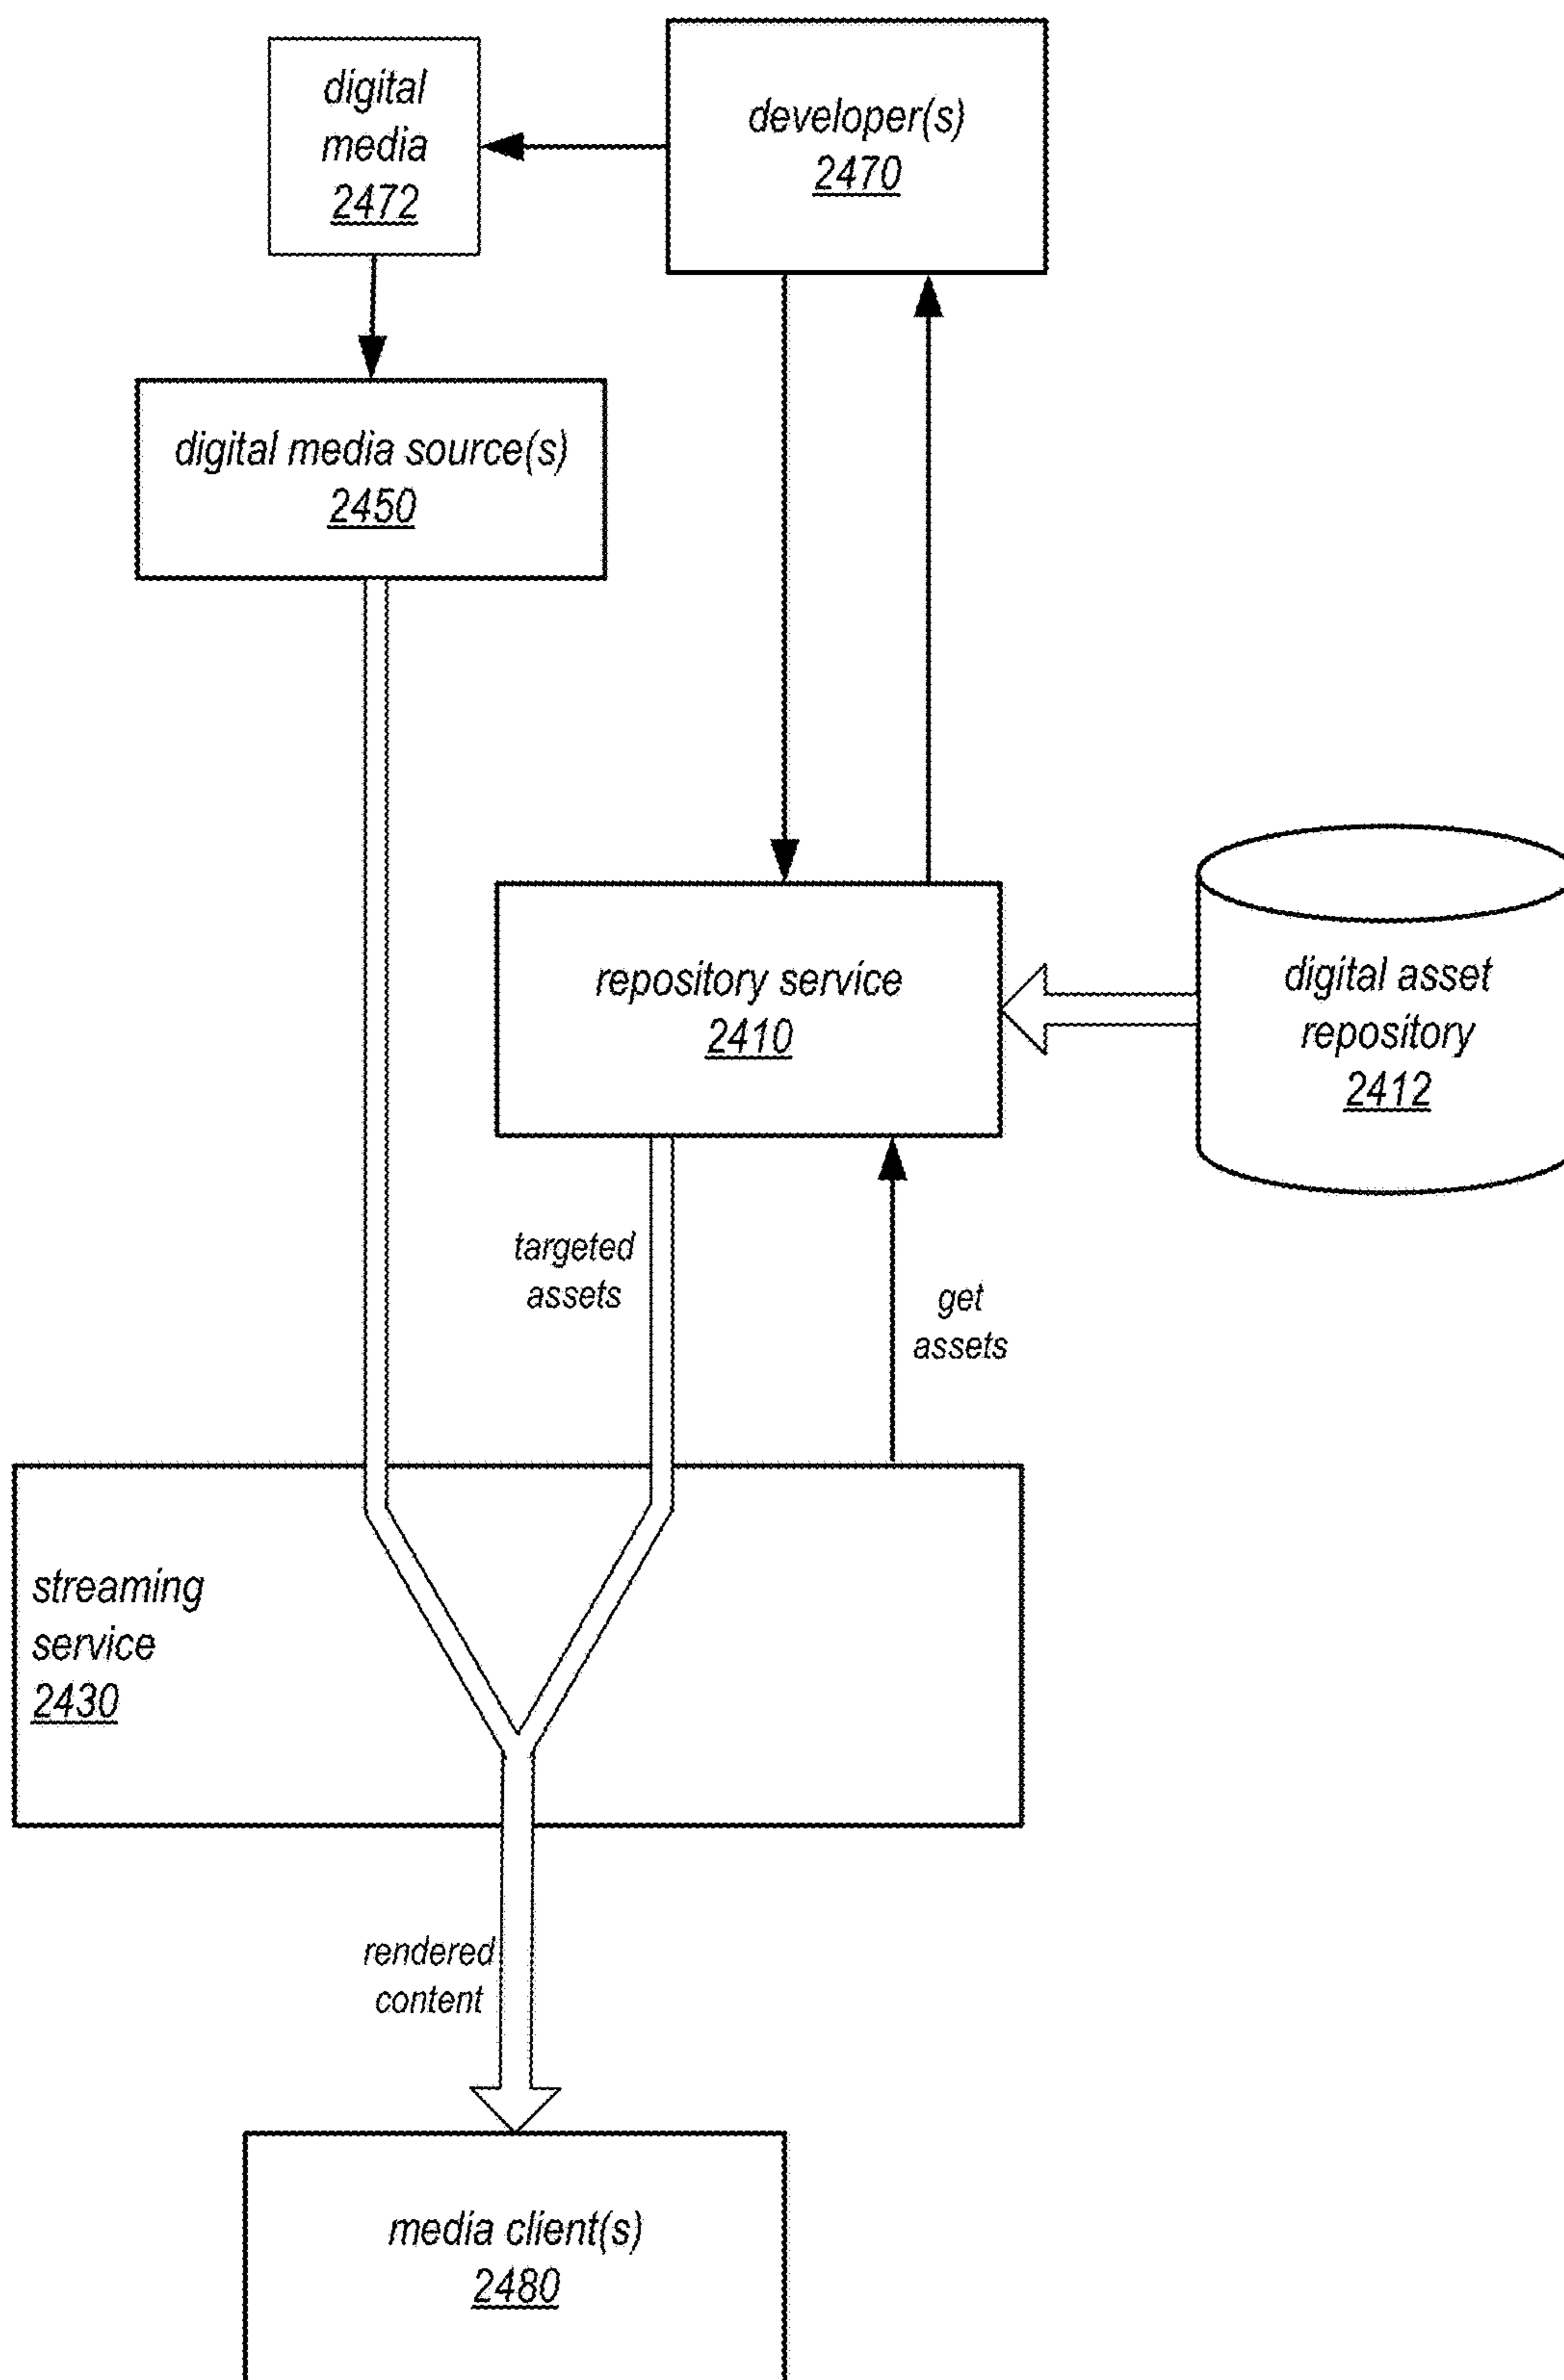 digital
media
2472
developer(s)
2470
digital media source(s)
2450
repository service
2410
digital asset
repository
2412
targeted
assets
get
assets
streaming
service
2430
rendered
content
media client(s)
2480